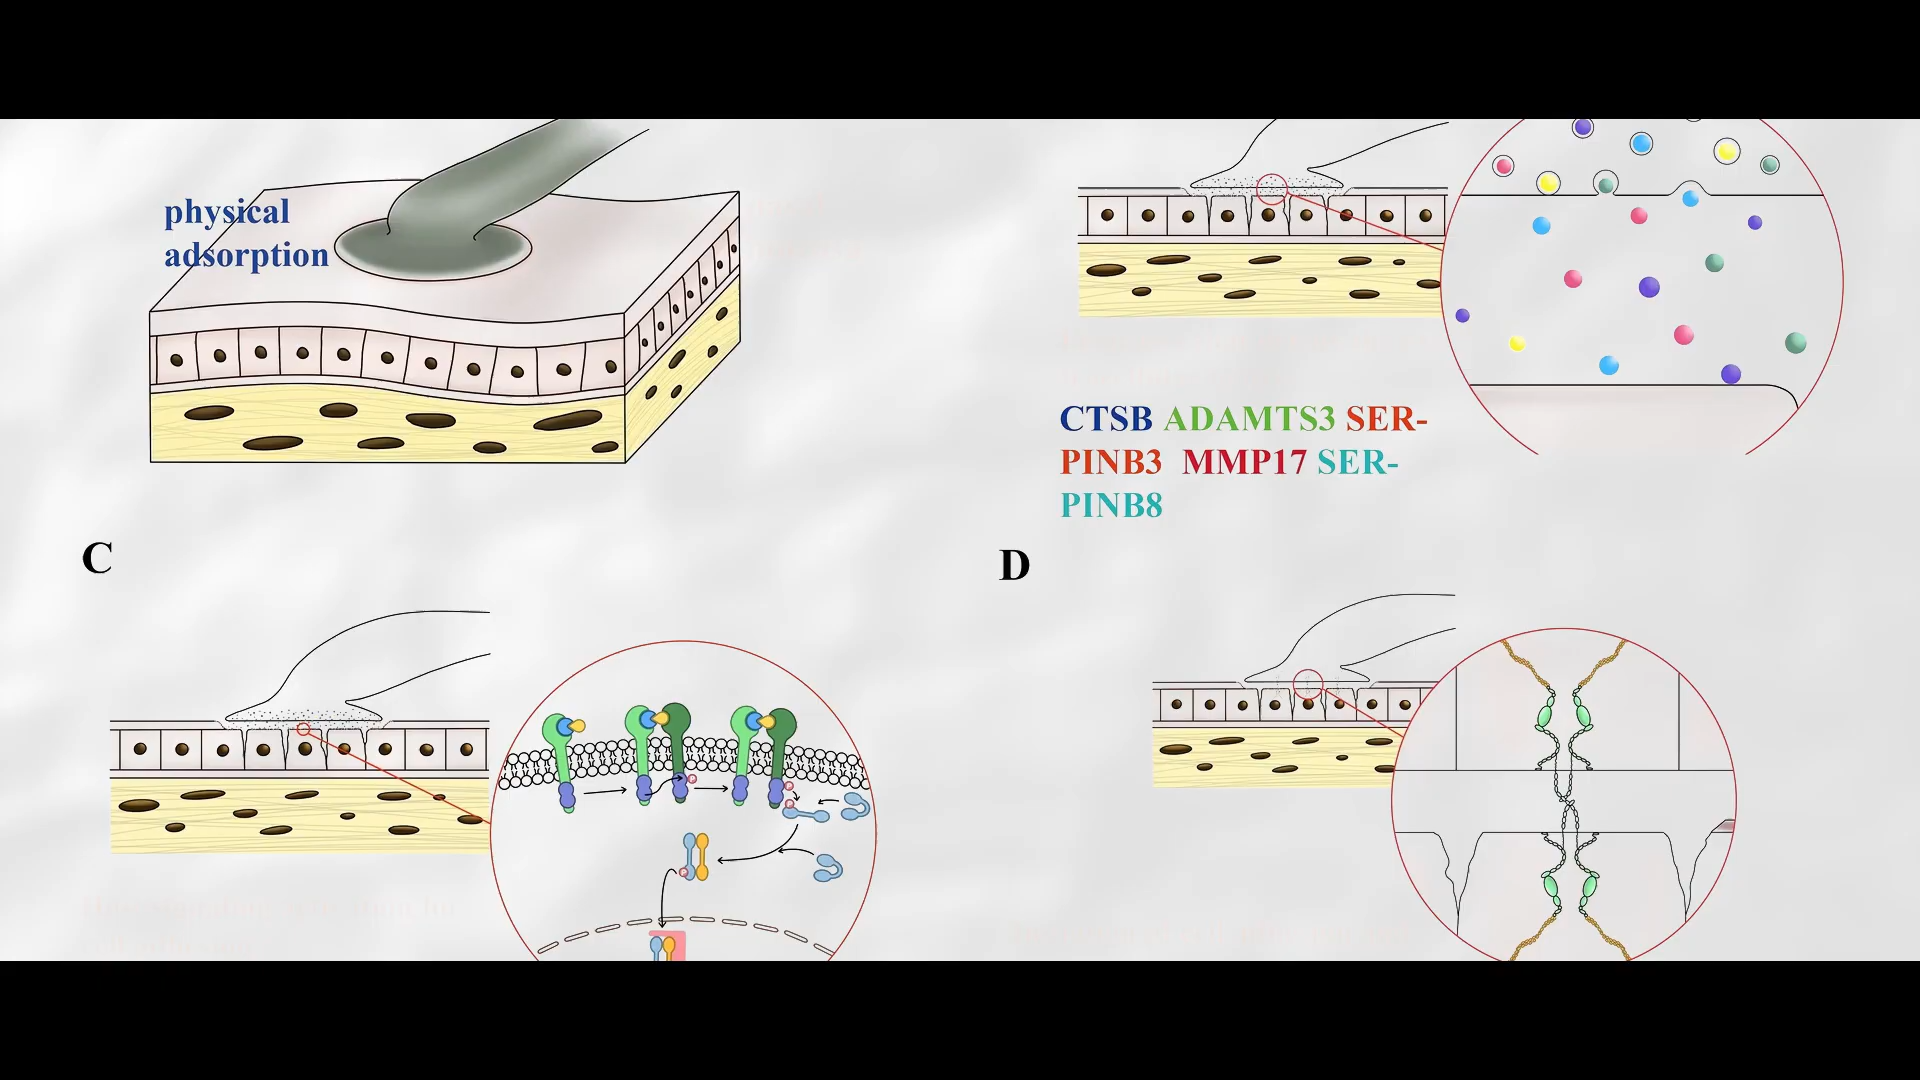 physical
adsorption
CTSB ADAMTS3 SER-
PINB3 MMP17 SER-
PINB8
C
D
P
P
P
P